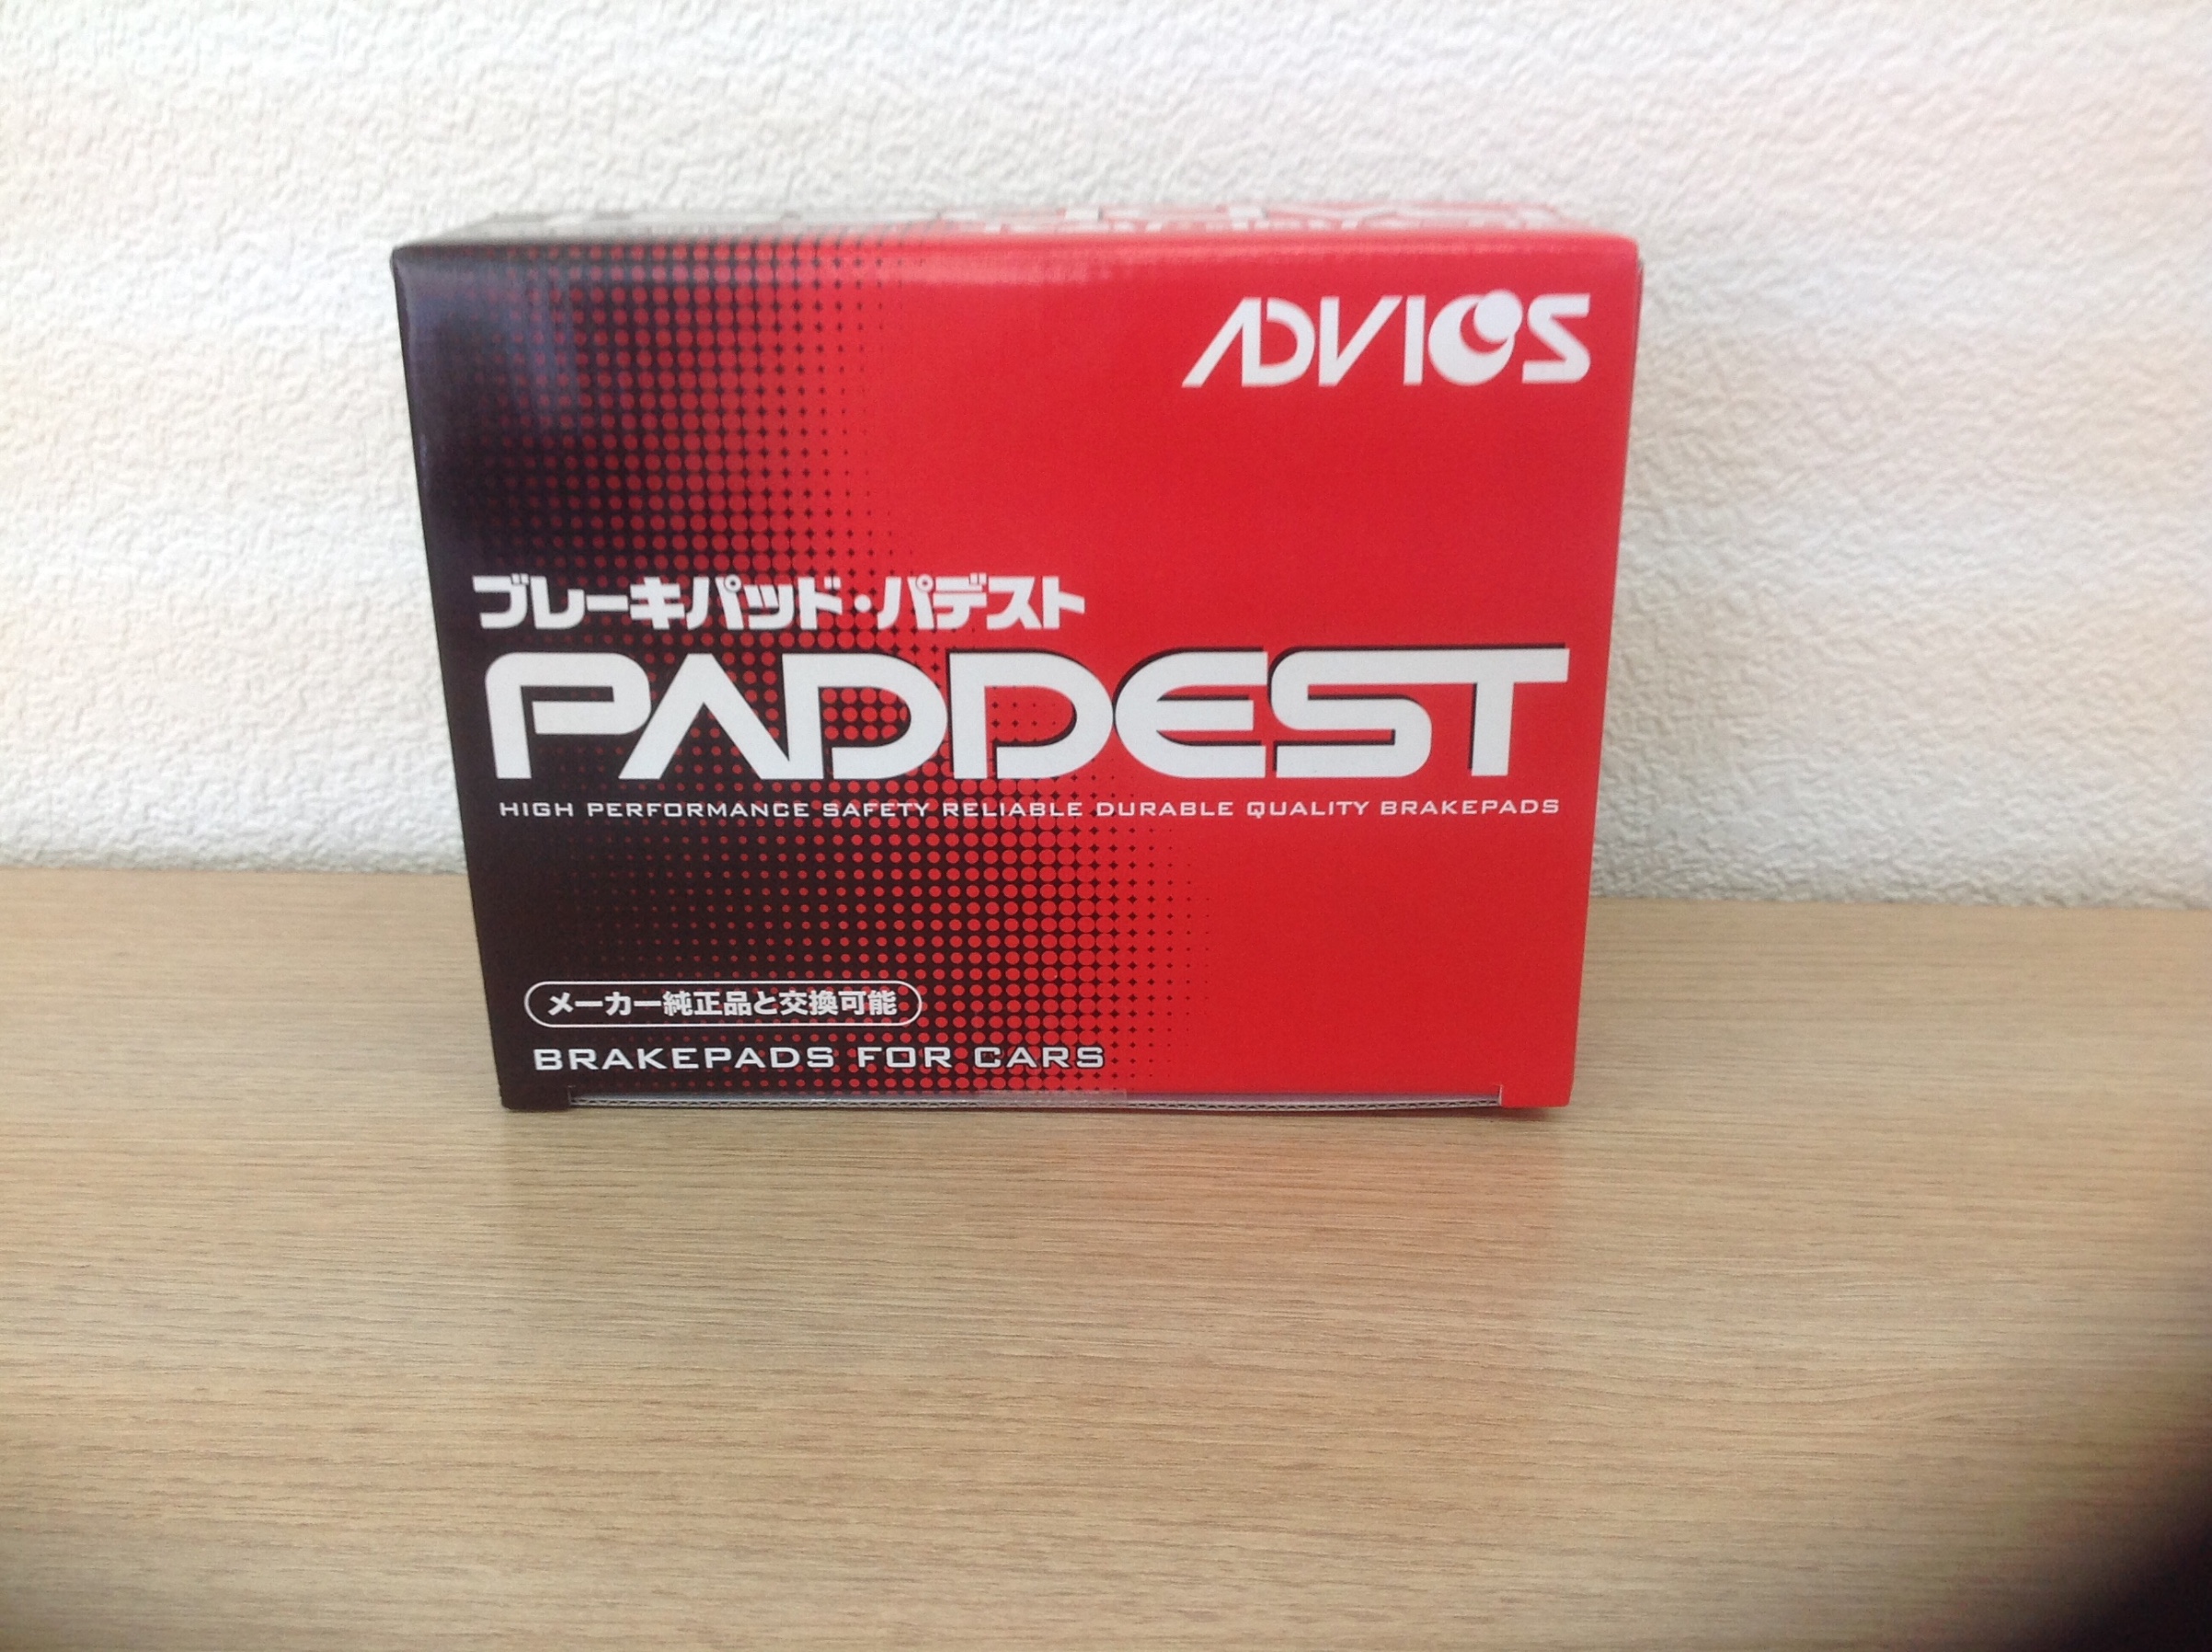 ADVICS
ブレーキパッド・パデスト
PADDEST
HIGH PERFORMANCE SAFETY RELIABLE DURABLE QUALITY BRAKEPADS
メーカー純正品と交換可能
BRAKEPADS FOR CARS